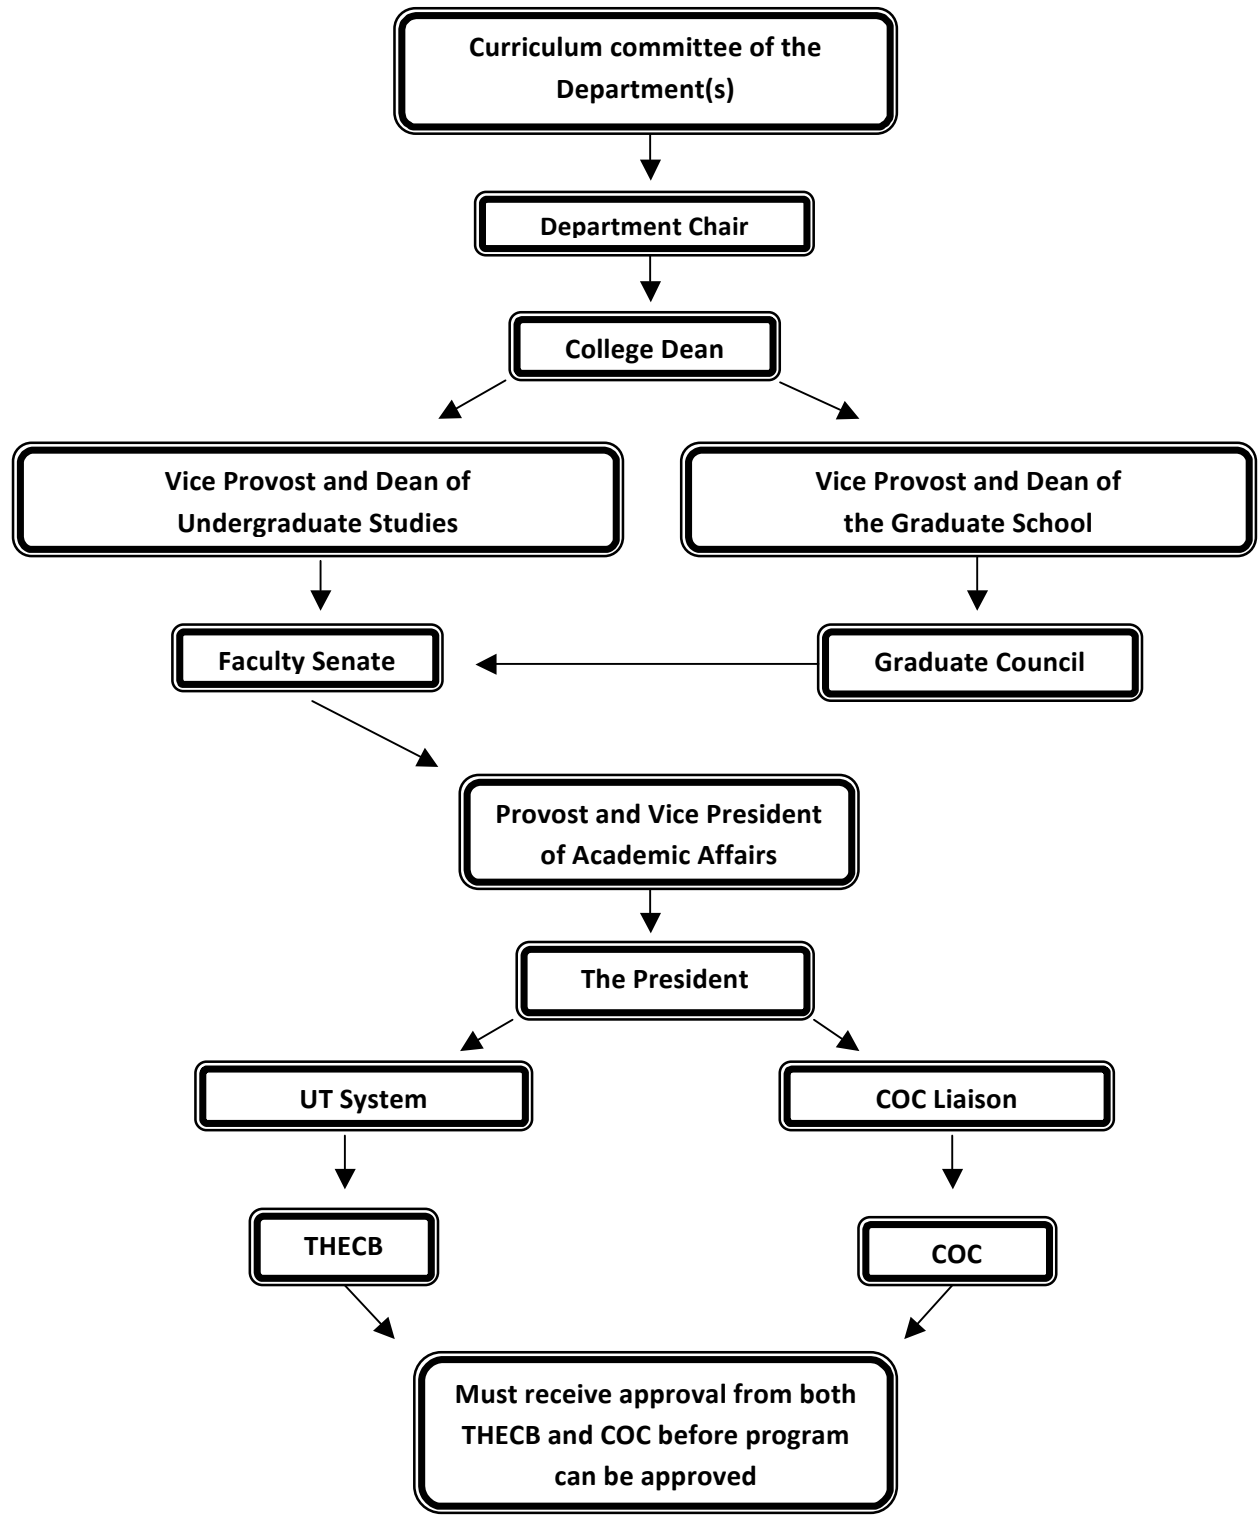 Curriculum committee of the
Department(s)
Department Chair
College Dean
Vice Provost and Dean of
Undergraduate Studies
Vice Provost and Dean of
the Graduate School
Faculty Senate
Graduate Council
Provost and Vice President
of Academic Affairs
The President
UT System
COC Liaison
THECB
COC
Must receive approval from both
THECB and COC before program
can be approved